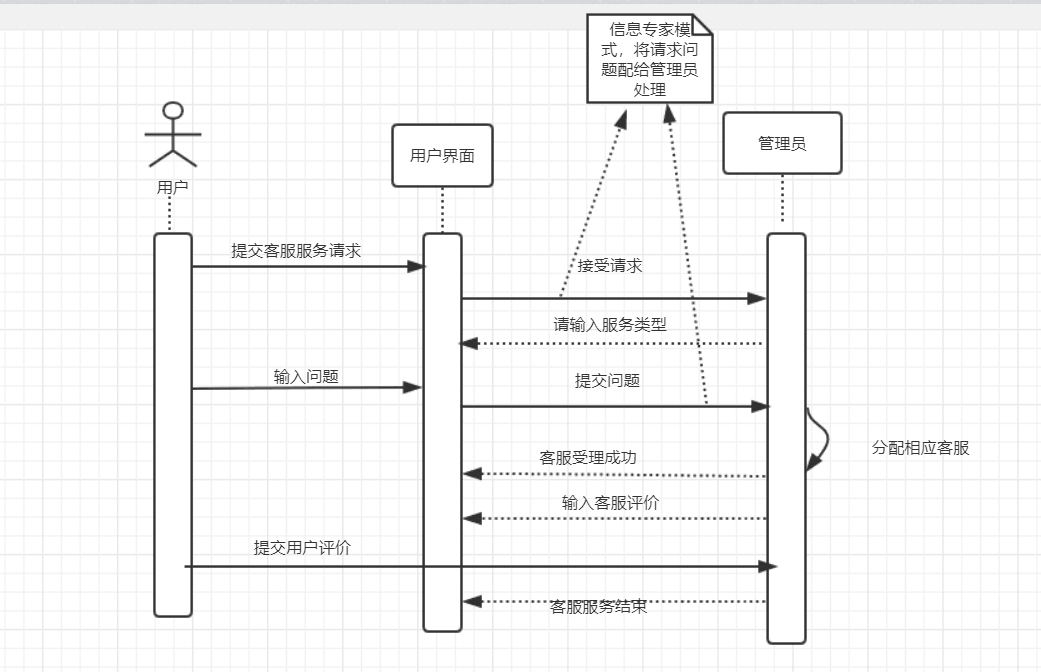 信息专家模
式，将请求问
题配给管理员
处理
用户界面
管理员
用户
提交客服服务请求
接受请求
请输入服务类型
输入问题
提交问题
分配相应客服
客服受理成功
输入客服评价
提交用户评价
客服服务结束